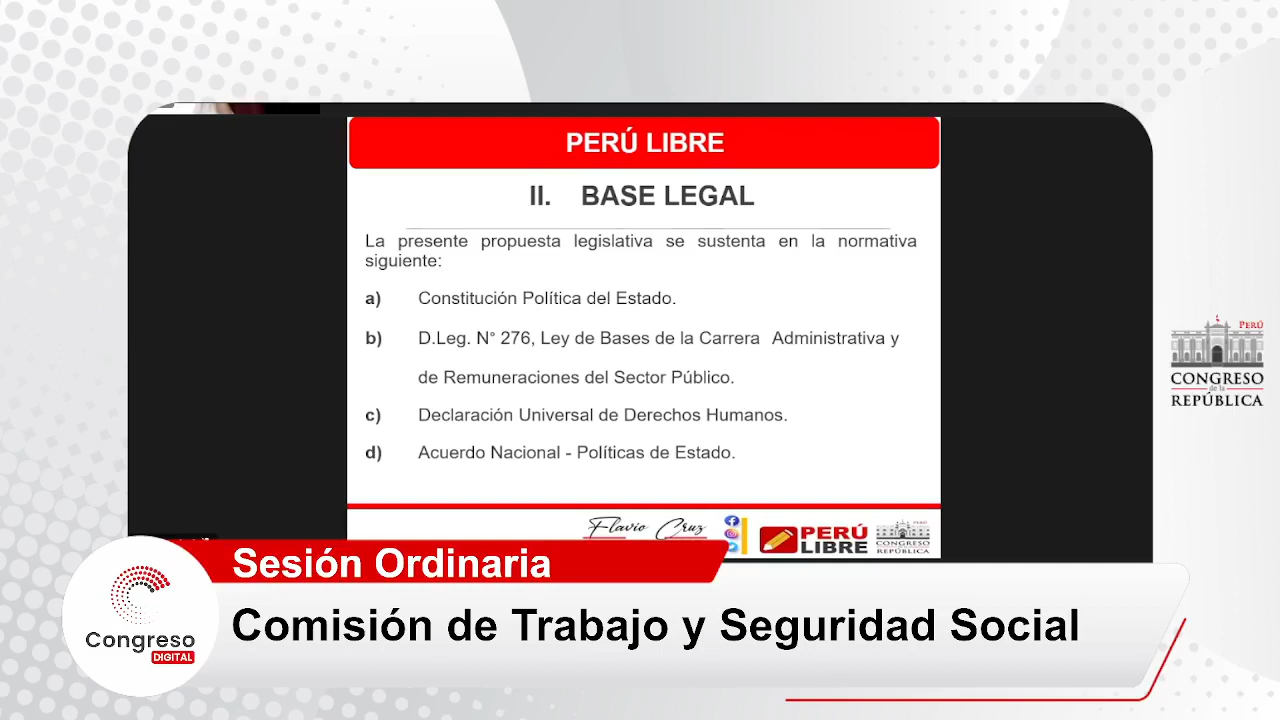 PERÚ LIBRE
II. BASE LEGAL
La presente propuesta legislativa se sustenta en la normativa
siguiente:
a) Constitución Política del Estado.
b) D.Leg. N° 276, Ley de Bases de la Carrera Administrativa y
de Remuneraciones del Sector Público.
c) Declaración Universal de Derechos Humanos.
d) Acuerdo Nacional - Políticas de Estado.
Flavio Cruz
PERÚ
LIBRE
PERÚ
CONGRESO
REPÚBLICA
PERÚ
CONGRESO
de la
REPÚBLICA
Sesión Ordinaria
Comisión de Trabajo y Seguridad Social
Congreso
DIGITAL